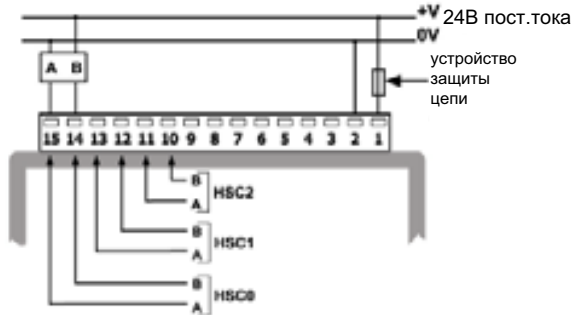 +V 24В пост.тока
0V
устройство
защиты
цепи
A B
15 14 13 12 11 10 9 8 7 6 5 4 3 2 1
B
A
HSC2
B
A
HSC1
B
A
HSC0